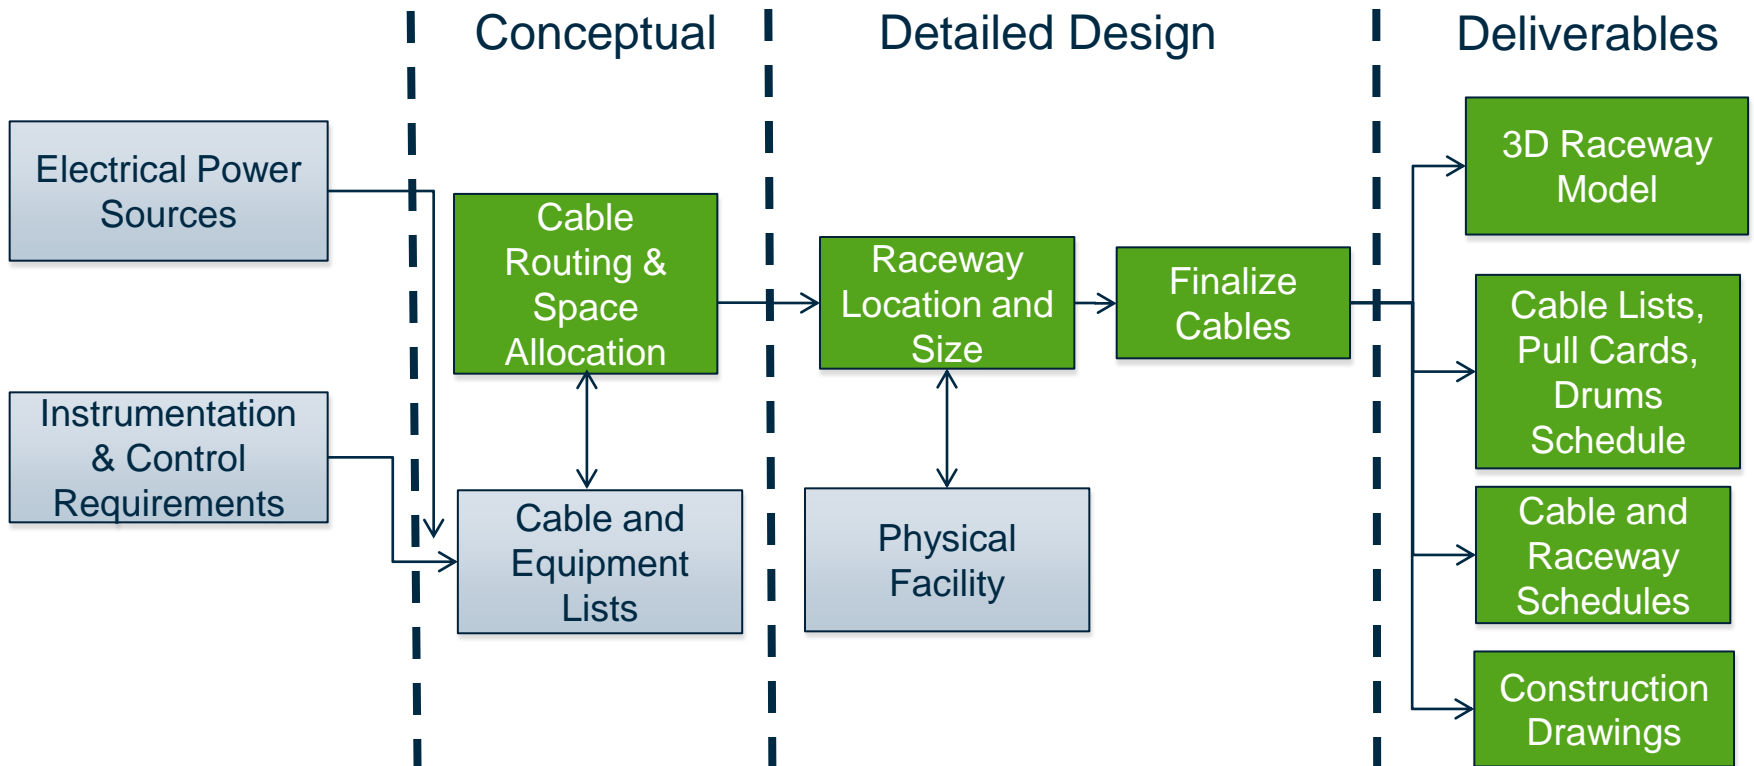 Conceptual
Detailed Design
Deliverables
Electrical Power
Sources
Instrumentation
& Control
Requirements
Cable
Routing &
Space
Allocation
Cable and
Equipment
Lists
Raceway
Location and
Size
Physical
Facility
Finalize
Cables
3D Raceway
Model
Cable Lists,
Pull Cards,
Drums
Schedule
Cable and
Raceway
Schedules
Construction
Drawings